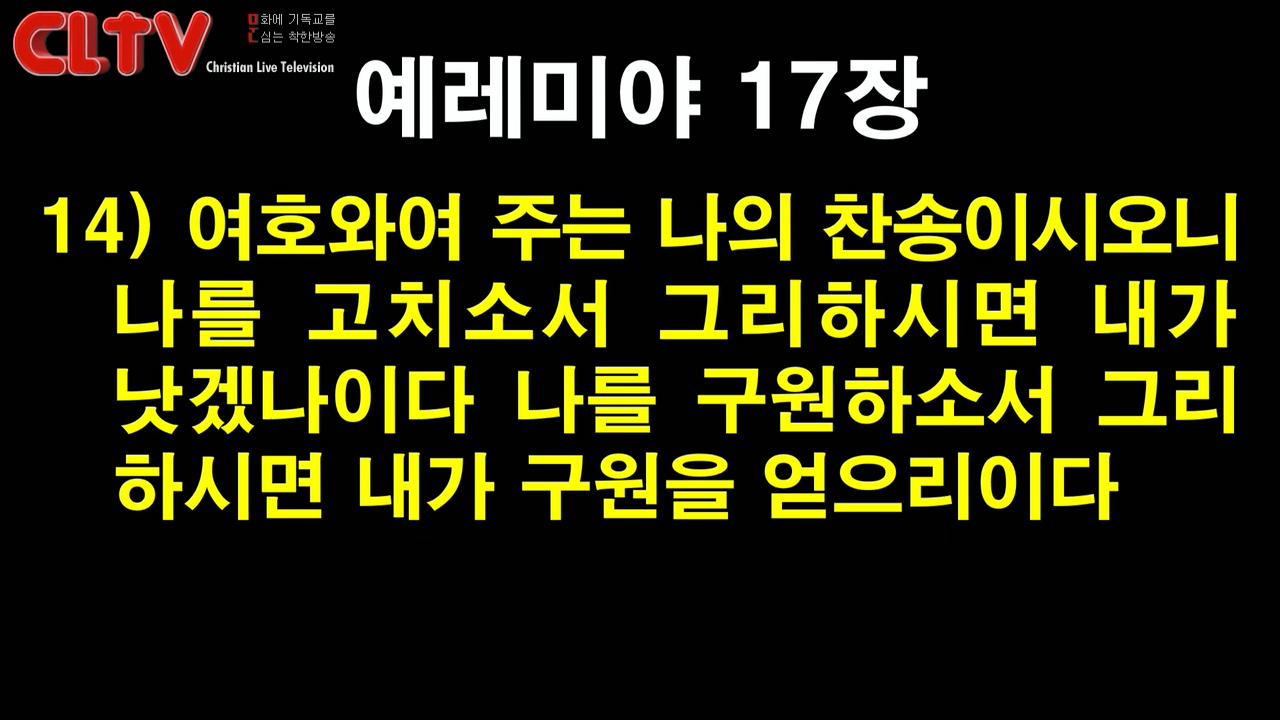 CLTV
문화에 기독교를
심는 착한방송
Christian Live Television
예레미야 17장
14) 여호와여 주는 나의 찬송이시오니
나를 고치소서 그리하시면 내가
낫겠나이다 나를 구원하소서 그리
하시면 내가 구원을 얻으리이다